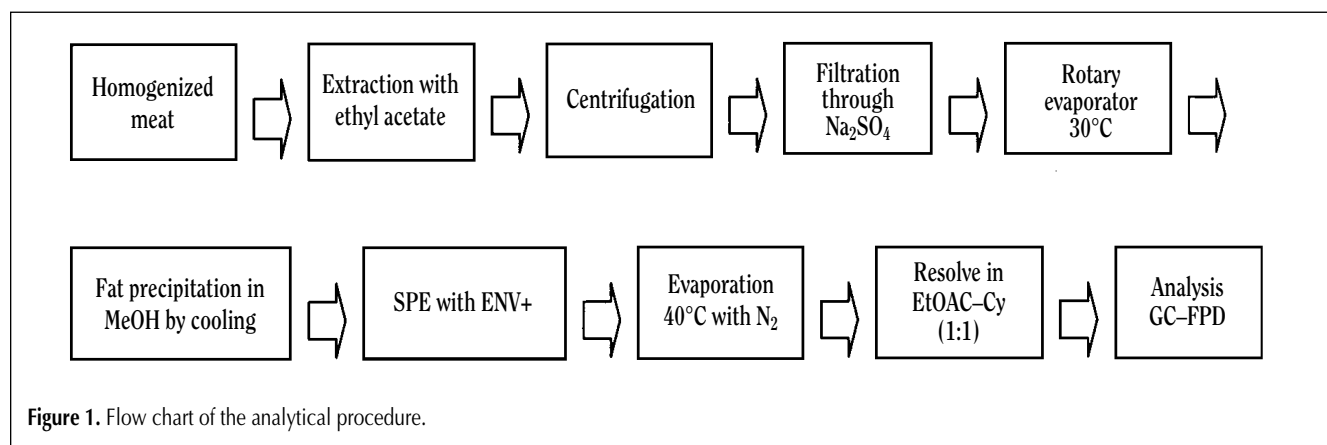 Homogenized
meat
Extraction with
ethyl acetate
Centrifugation
Filtration
through
Na₂SO₄
Rotary
evaporator
30°C
Fat precipitation in
MeOH by cooling
SPE with ENV+
Evaporation
40°C with N₂
Resolve in
EtOAC–Cy
(1:1)
Analysis
GC–FPD
Figure 1. Flow chart of the analytical procedure.